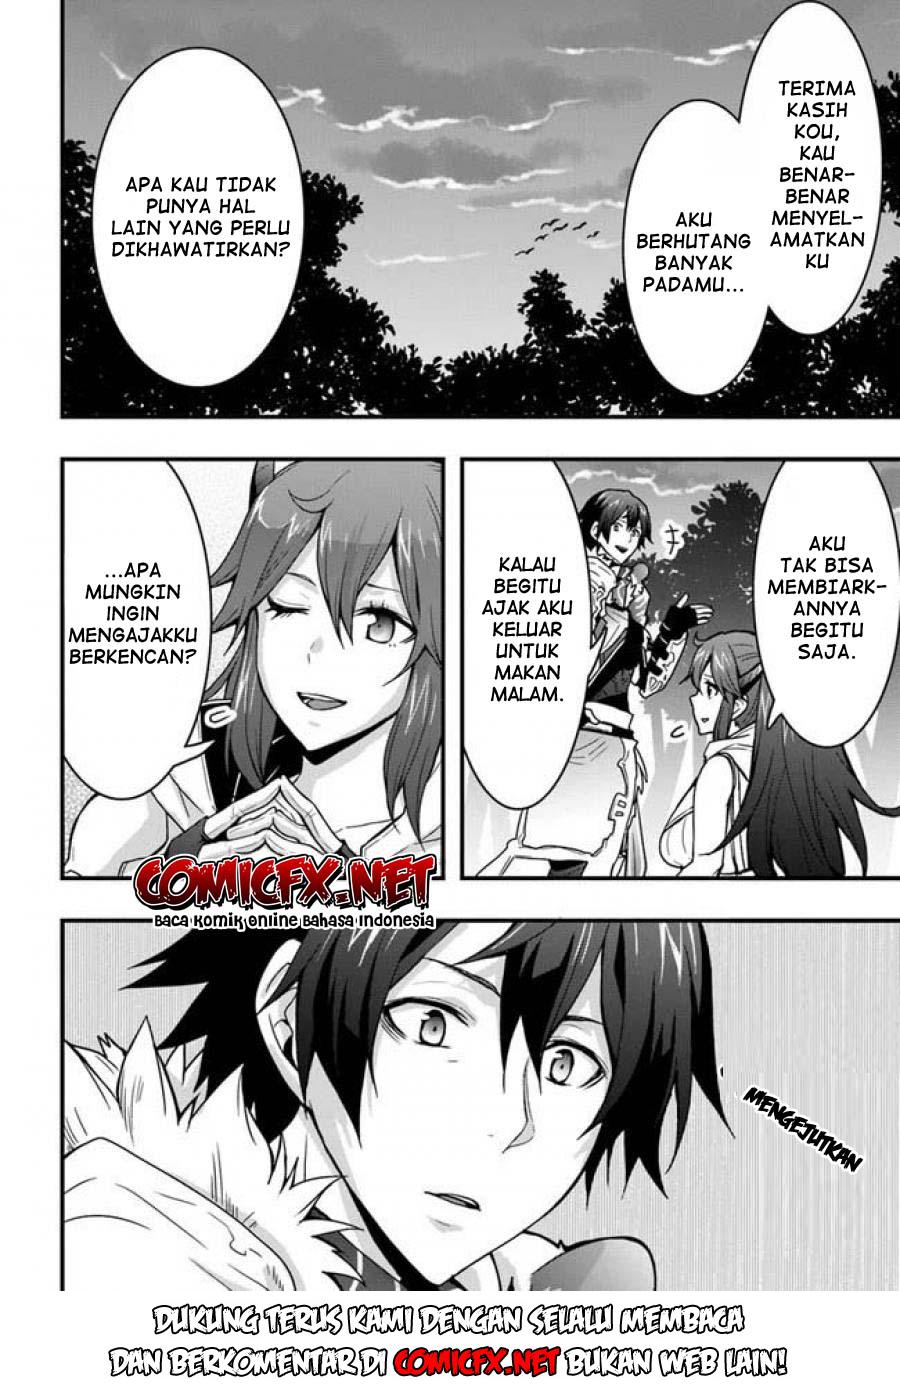 TERIMA
KASIH
KOU,
KAU
BENAR-
BENAR
MENYEL-
AMATKAN
KU
AKU
BERHUTANG
BANYAK
PADAMU...
APA KAU TIDAK
PUNYA HAL
LAIN YANG PERLU
DIKHAWATIRKAN?
AKU
TAK BISA
MEMBIARK-
ANNYA
BEGITU
SAJA.
KALAU
BEGITU
AJAK AKU
KELUAR
UNTUK
MAKAN
MALAM.
...APA
MUNGKIN
INGIN
MENGAJAKKU
BERKENCAN?
COMICFX.NET
Baca komik online Bahasa Indonesia
MENGEJUTKAN
DUKUNG TERUS KAMI DENGAN SELALU MEMBACA
DAN BERKOMENTAR DI COMICFX.NET BUKAN WEB LAIN!